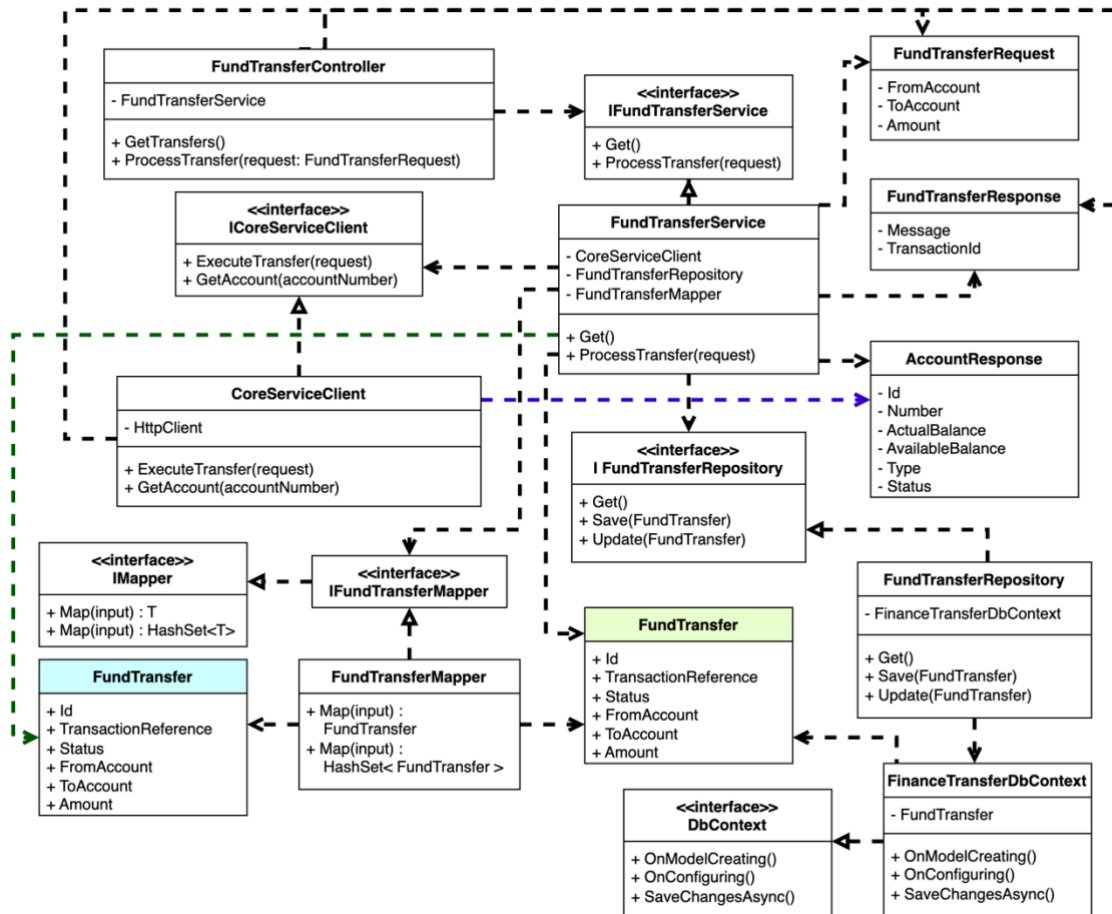 FundTransferController
- FundTransferService
+ GetTransfers()
+ ProcessTransfer(request: FundTransferRequest)
<<interface>>
IFundTransferService
+ Get()
+ ProcessTransfer(request)
FundTransferRequest
- FromAccount
- ToAccount
- Amount
<<interface>>
ICoreServiceClient
+ ExecuteTransfer(request)
+ GetAccount(accountNumber)
FundTransferService
- CoreServiceClient
- FundTransferRepository
- FundTransferMapper
+ Get()
+ ProcessTransfer(request)
FundTransferResponse
- Message
- TransactionId
CoreServiceClient
- HttpClient
+ ExecuteTransfer(request)
+ GetAccount(accountNumber)
AccountResponse
- Id
- Number
- ActualBalance
- AvailableBalance
- Type
- Status
<<interface>>
I FundTransferRepository
+ Get()
+ Save(FundTransfer)
+ Update(FundTransfer)
<<interface>>
IMapper
+ Map(input) : T
+ Map(input) : HashSet<T>
<<interface>>
IFundTransferMapper
FundTransferRepository
- FinanceTransferDbContext
+ Get()
+ Save(FundTransfer)
+ Update(FundTransfer)
FundTransfer
+ Id
+ TransactionReference
+ Status
+ FromAccount
+ ToAccount
+ Amount
FundTransferMapper
+ Map(input) :
FundTransfer
+ Map(input) :
HashSet< FundTransfer >
FundTransfer
+ Id
+ TransactionReference
+ Status
+ FromAccount
+ ToAccount
+ Amount
<<interface>>
DbContext
+ OnModelCreating()
+ OnConfiguring()
+ SaveChangesAsync()
FinanceTransferDbContext
- FundTransfer
+ OnModelCreating()
+ OnConfiguring()
+ SaveChangesAsync()